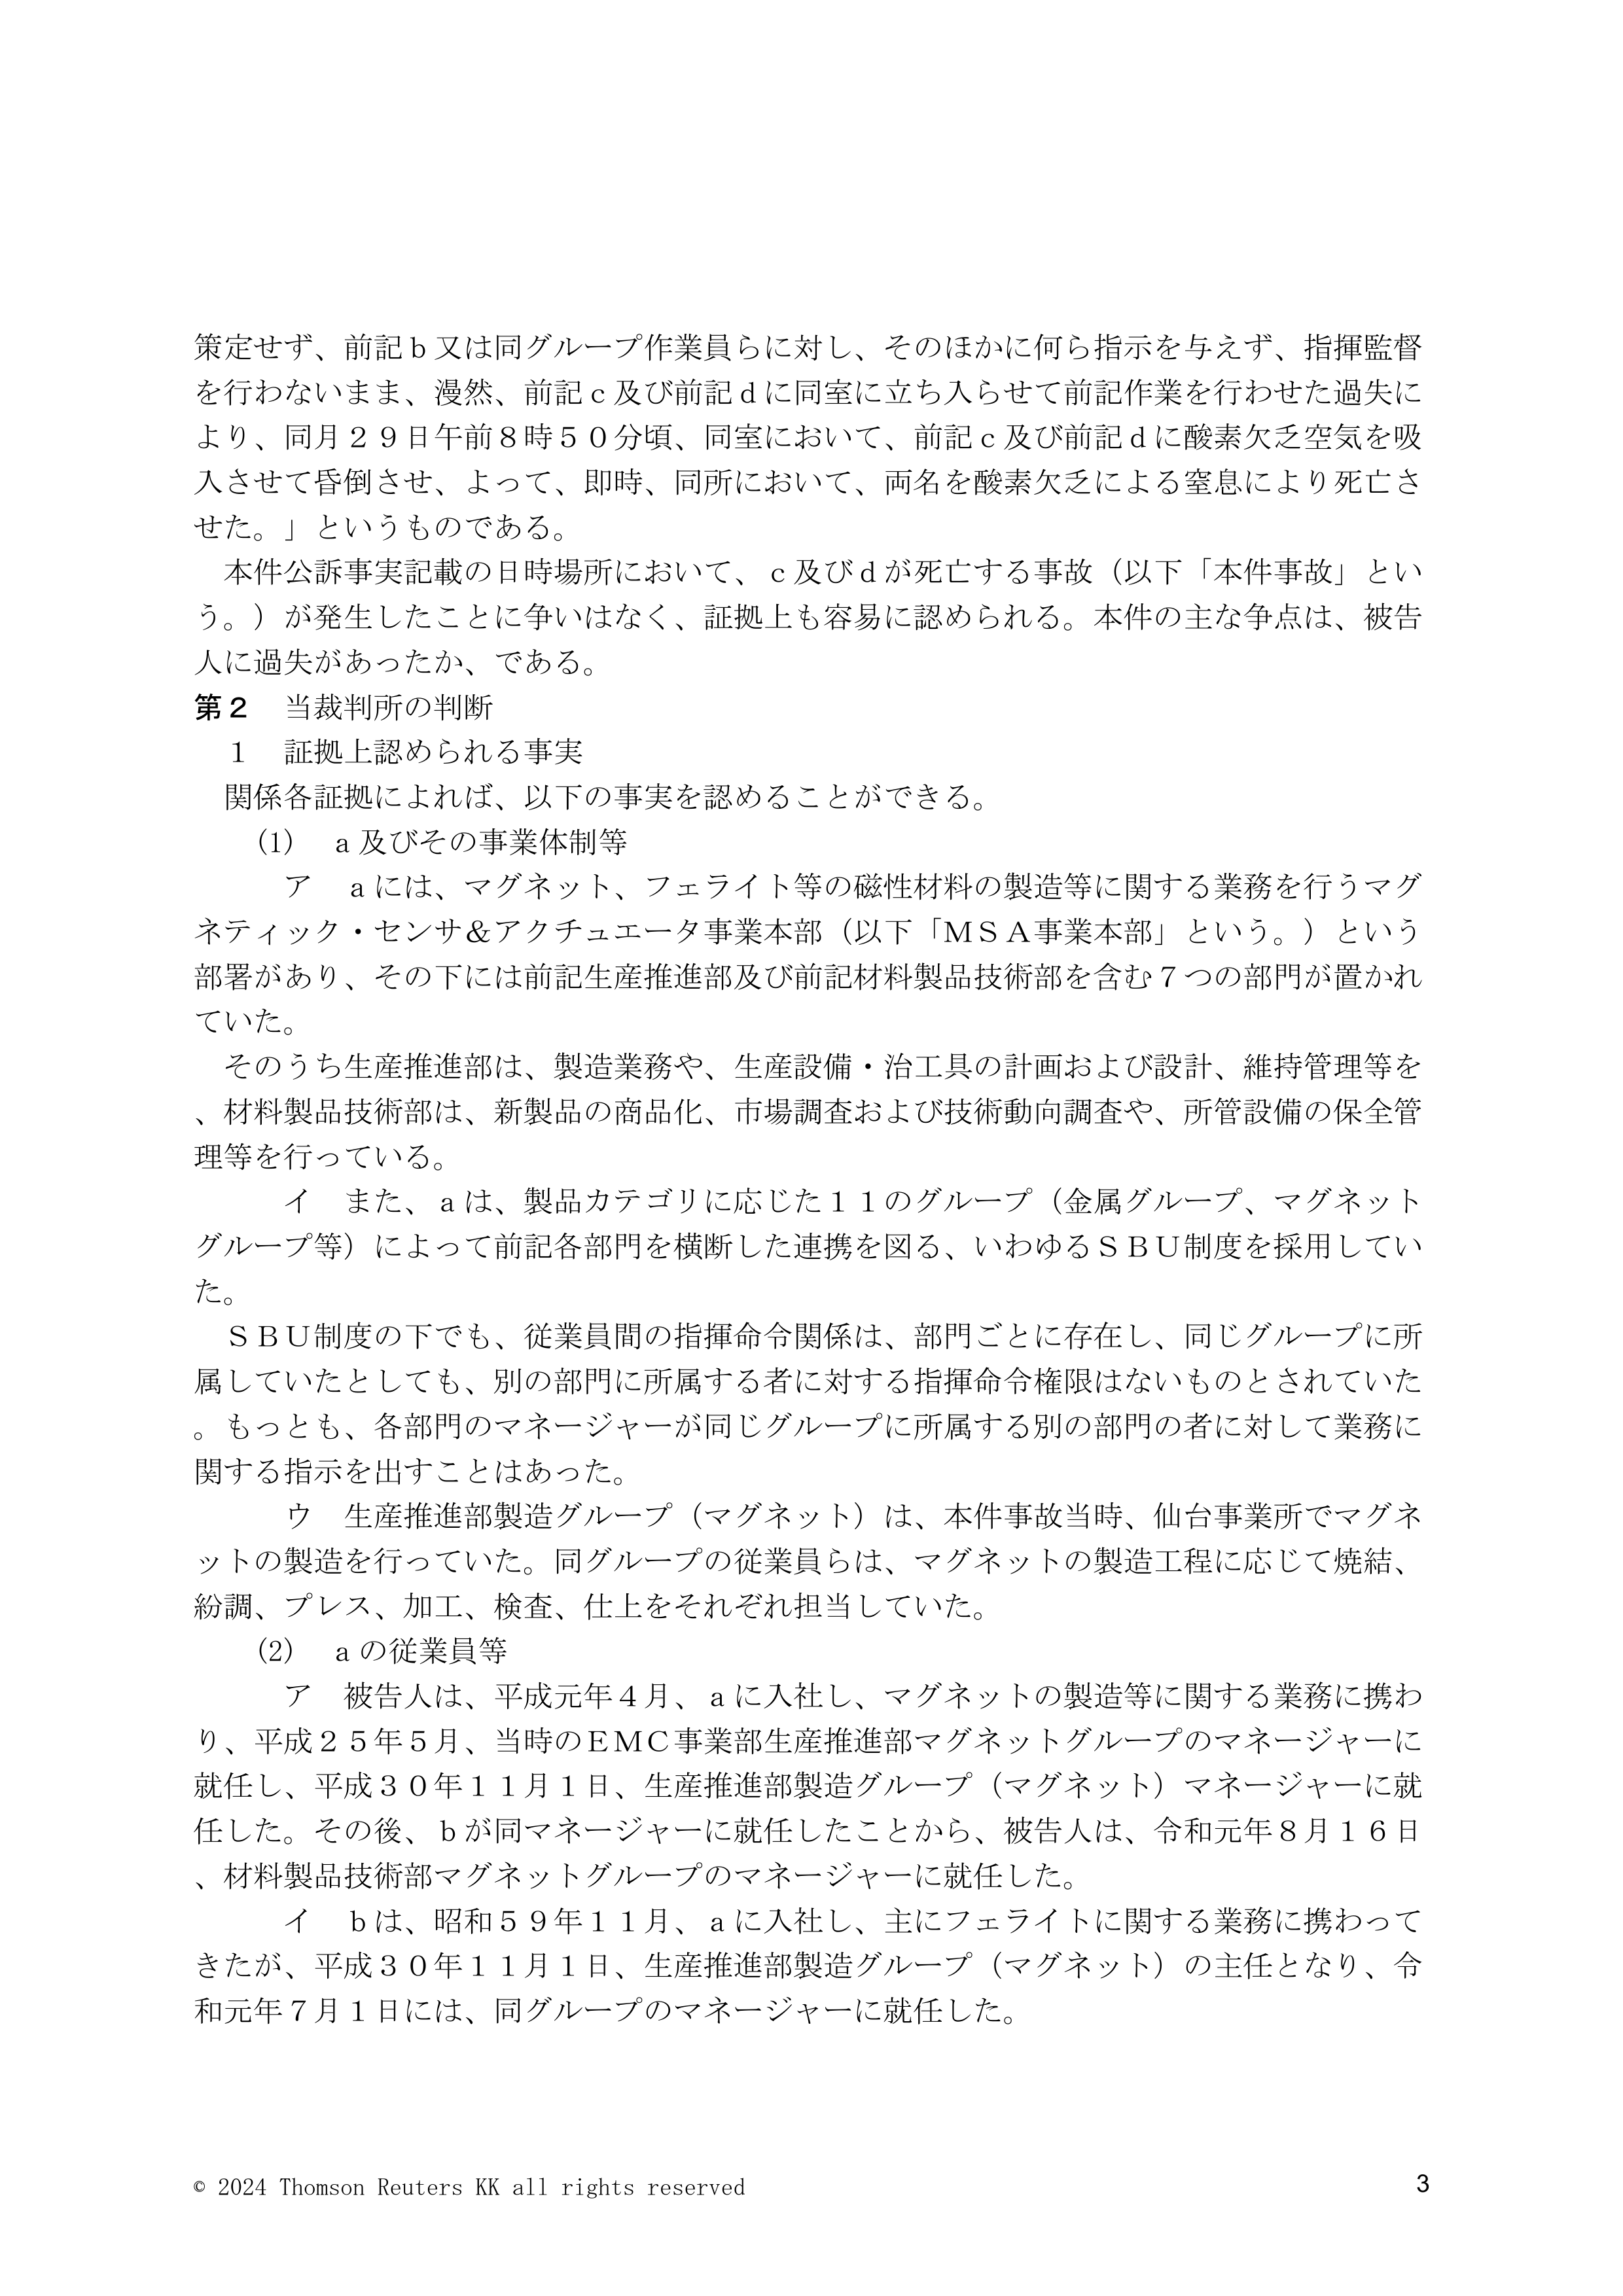 策定せず、前記ｂ又は同グループ作業員らに対し、そのほかに何ら指示を与えず、指揮監督
を行わないまま、漫然、前記ｃ及び前記ｄに同室に立ち入らせて前記作業を行わせた過失に
より、同月２９日午前８時５０分頃、同室において、前記ｃ及び前記ｄに酸素欠乏空気を吸
入させて昏倒させ、よって、即時、同所において、両名を酸素欠乏による窒息により死亡さ
せた。」というものである。
　本件公訴事実記載の日時場所において、ｃ及びｄが死亡する事故（以下「本件事故」とい
う。）が発生したことに争いはなく、証拠上も容易に認められる。本件の主な争点は、被告
人に過失があったか、である。
第２　当裁判所の判断
　１　証拠上認められる事実
　関係各証拠によれば、以下の事実を認めることができる。
　　(1)　ａ及びその事業体制等
　　　ア　ａには、マグネット、フェライト等の磁性材料の製造等に関する業務を行うマグ
ネティック・センサ＆アクチュエータ事業本部（以下「ＭＳＡ事業本部」という。）という
部署があり、その下には前記生産推進部及び前記材料製品技術部を含む７つの部門が置かれ
ていた。
　そのうち生産推進部は、製造業務や、生産設備・治工具の計画および設計、維持管理等を
、材料製品技術部は、新製品の商品化、市場調査および技術動向調査や、所管設備の保全管
理等を行っている。
　　　イ　また、ａは、製品カテゴリに応じた１１のグループ（金属グループ、マグネット
グループ等）によって前記各部門を横断した連携を図る、いわゆるＳＢＵ制度を採用してい
た。
　ＳＢＵ制度の下でも、従業員間の指揮命令関係は、部門ごとに存在し、同じグループに所
属していたとしても、別の部門に所属する者に対する指揮命令権限はないものとされていた
。もっとも、各部門のマネージャーが同じグループに所属する別の部門の者に対して業務に
関する指示を出すことはあった。
　　　ウ　生産推進部製造グループ（マグネット）は、本件事故当時、仙台事業所でマグネ
ットの製造を行っていた。同グループの従業員らは、マグネットの製造工程に応じて焼結、
紛調、プレス、加工、検査、仕上をそれぞれ担当していた。
　　(2)　ａの従業員等
　　　ア　被告人は、平成元年４月、ａに入社し、マグネットの製造等に関する業務に携わ
り、平成２５年５月、当時のＥＭＣ事業部生産推進部マグネットグループのマネージャーに
就任し、平成３０年１１月１日、生産推進部製造グループ（マグネット）マネージャーに就
任した。その後、ｂが同マネージャーに就任したことから、被告人は、令和元年８月１６日
、材料製品技術部マグネットグループのマネージャーに就任した。
　　　イ　ｂは、昭和５９年１１月、ａに入社し、主にフェライトに関する業務に携わって
きたが、平成３０年１１月１日、生産推進部製造グループ（マグネット）の主任となり、令
和元年７月１日には、同グループのマネージャーに就任した。
© 2024 Thomson Reuters KK all rights reserved
3